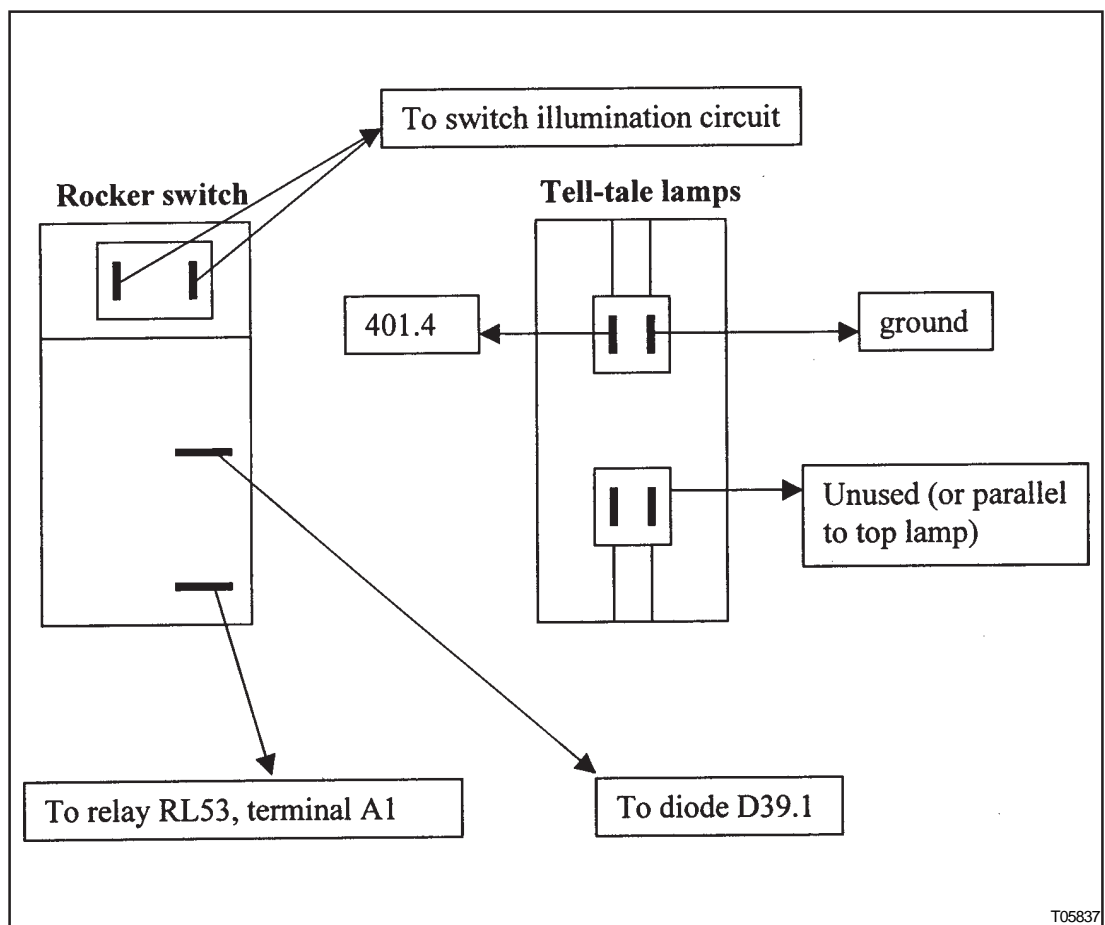 To switch illumination circuit
Rocker switch
Tell-tale lamps
401.4
ground
Unused (or parallel
to top lamp)
To relay RL53, terminal A1
To diode D39.1
T05837